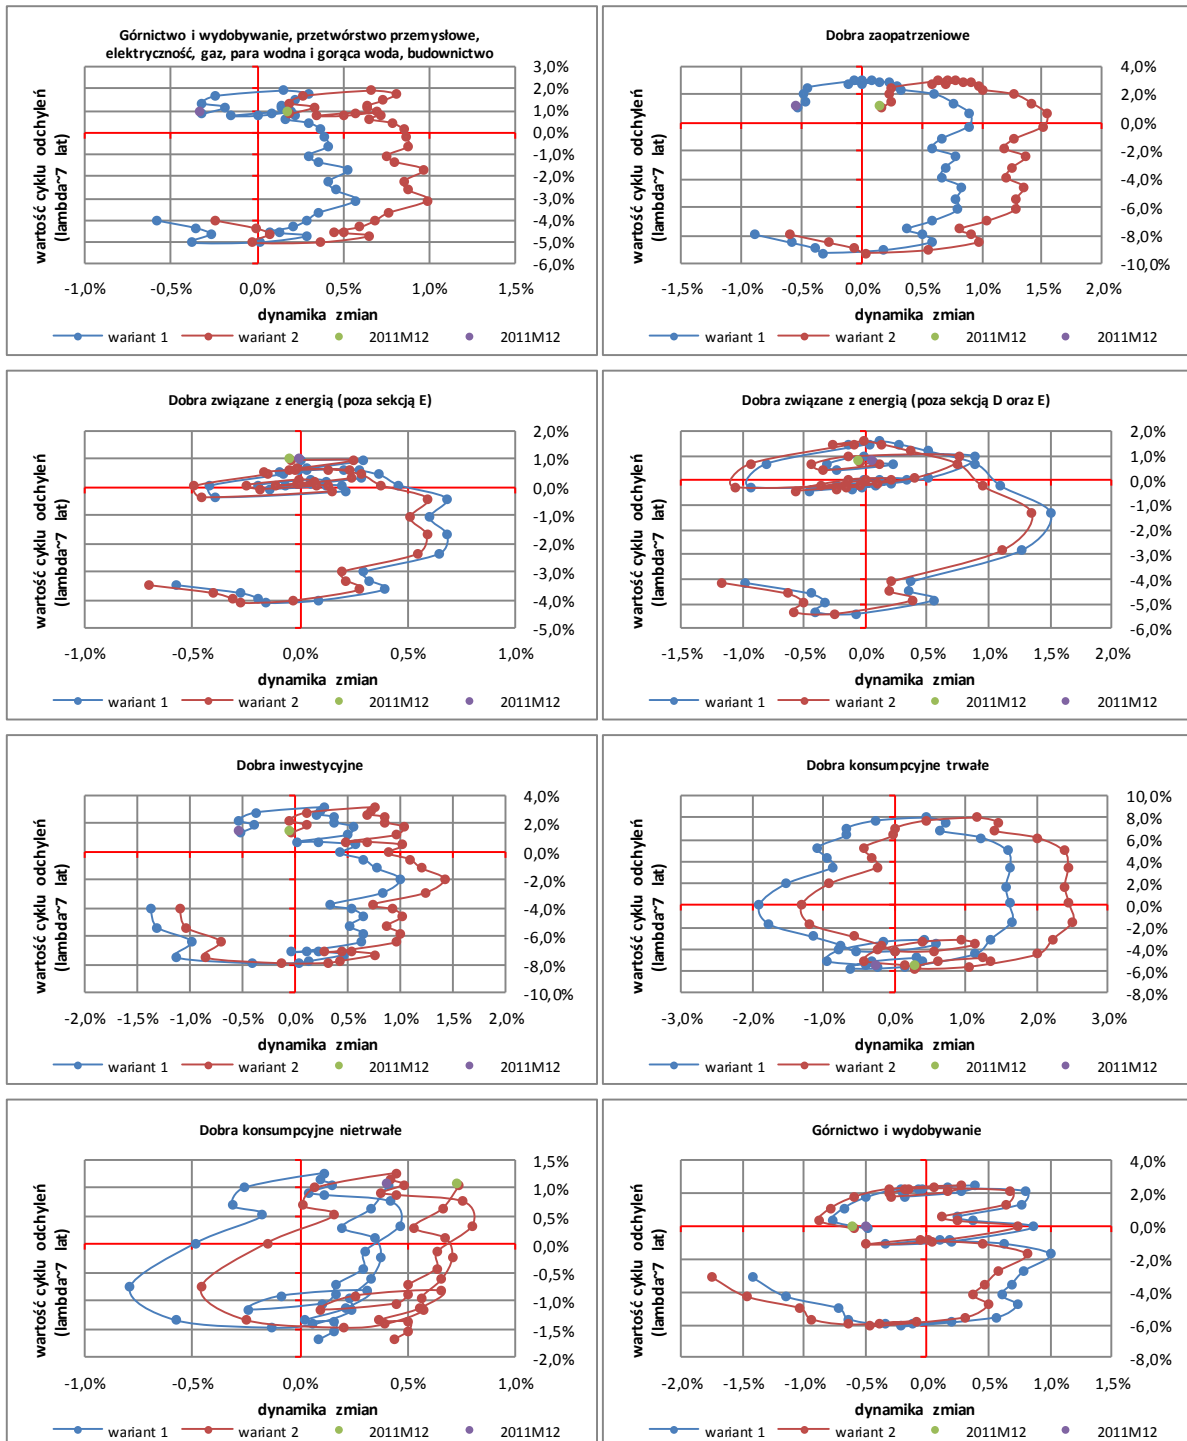 Górnictwo i wydobywanie, przetwórstwo przemysłowe,
elektryczność, gaz, para wodna i gorąca woda, budownictwo
3,0%
2,0%
1,0%
0,0%
-1,0%
-2,0%
-3,0%
-4,0%
-5,0%
-6,0%
-1,0% -0,5% 0,0% 0,5% 1,0% 1,5%
wartość cyklu odchyleń
(lambda~7 lat)
dynamika zmian
wariant 1 wariant 2 2011M12 2011M12
Dobra zaopatrzeniowe
4,0%
2,0%
0,0%
-2,0%
-4,0%
-6,0%
-8,0%
-10,0%
-1,5% -1,0% -0,5% 0,0% 0,5% 1,0% 1,5% 2,0%
wartość cyklu odchyleń
(lambda~7 lat)
dynamika zmian
wariant 1 wariant 2 2011M12 2011M12
Dobra związane z energią (poza sekcją E)
2,0%
1,0%
0,0%
-1,0%
-2,0%
-3,0%
-4,0%
-5,0%
-1,0% -0,5% 0,0% 0,5% 1,0%
wartość cyklu odchyleń
(lambda~7 lat)
dynamika zmian
wariant 1 wariant 2 2011M12 2011M12
Dobra związane z energią (poza sekcją D oraz E)
2,0%
1,0%
0,0%
-1,0%
-2,0%
-3,0%
-4,0%
-5,0%
-6,0%
-1,5% -1,0% -0,5% 0,0% 0,5% 1,0% 1,5% 2,0%
wartość cyklu odchyleń
(lambda~7 lat)
dynamika zmian
wariant 1 wariant 2 2011M12 2011M12
Dobra inwestycyjne
4,0%
2,0%
0,0%
-2,0%
-4,0%
-6,0%
-8,0%
-10,0%
-2,0% -1,5% -1,0% -0,5% 0,0% 0,5% 1,0% 1,5% 2,0%
wartość cyklu odchyleń
(lambda~7 lat)
dynamika zmian
wariant 1 wariant 2 2011M12 2011M12
Dobra konsumpcyjne trwałe
10,0%
8,0%
6,0%
4,0%
2,0%
0,0%
-2,0%
-4,0%
-6,0%
-8,0%
-3,0% -2,0% -1,0% 0,0% 1,0% 2,0% 3,0%
wartość cyklu odchyleń
(lambda~7 lat)
dynamika zmian
wariant 1 wariant 2 2011M12 2011M12
Dobra konsumpcyjne nietrwałe
1,5%
1,0%
0,5%
0,0%
-0,5%
-1,0%
-1,5%
-2,0%
-1,0% -0,5% 0,0% 0,5% 1,0%
wartość cyklu odchyleń
(lambda~7 lat)
dynamika zmian
wariant 1 wariant 2 2011M12 2011M12
Górnictwo i wydobywanie
4,0%
2,0%
0,0%
-2,0%
-4,0%
-6,0%
-8,0%
-2,0% -1,5% -1,0% -0,5% 0,0% 0,5% 1,0% 1,5%
wartość cyklu odchyleń
(lambda~7 lat)
dynamika zmian
wariant 1 wariant 2 2011M12 2011M12